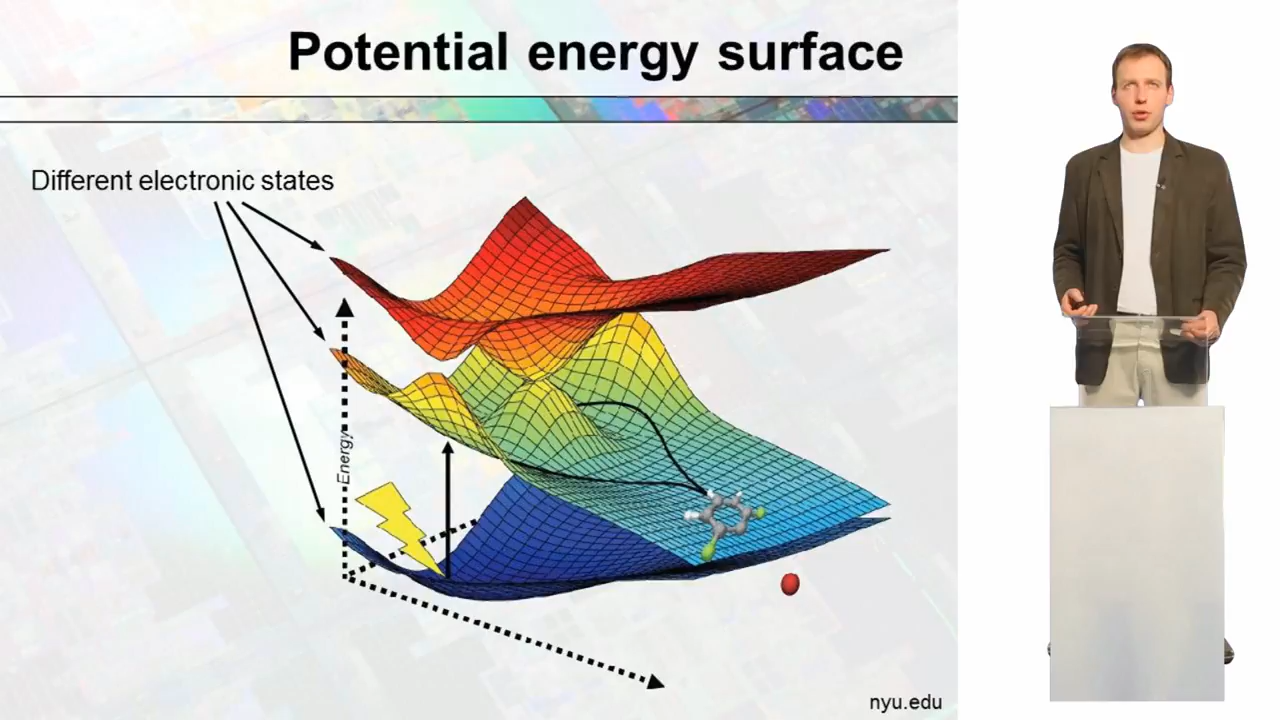 Potential energy surface
Different electronic states
Energy
nyu.edu